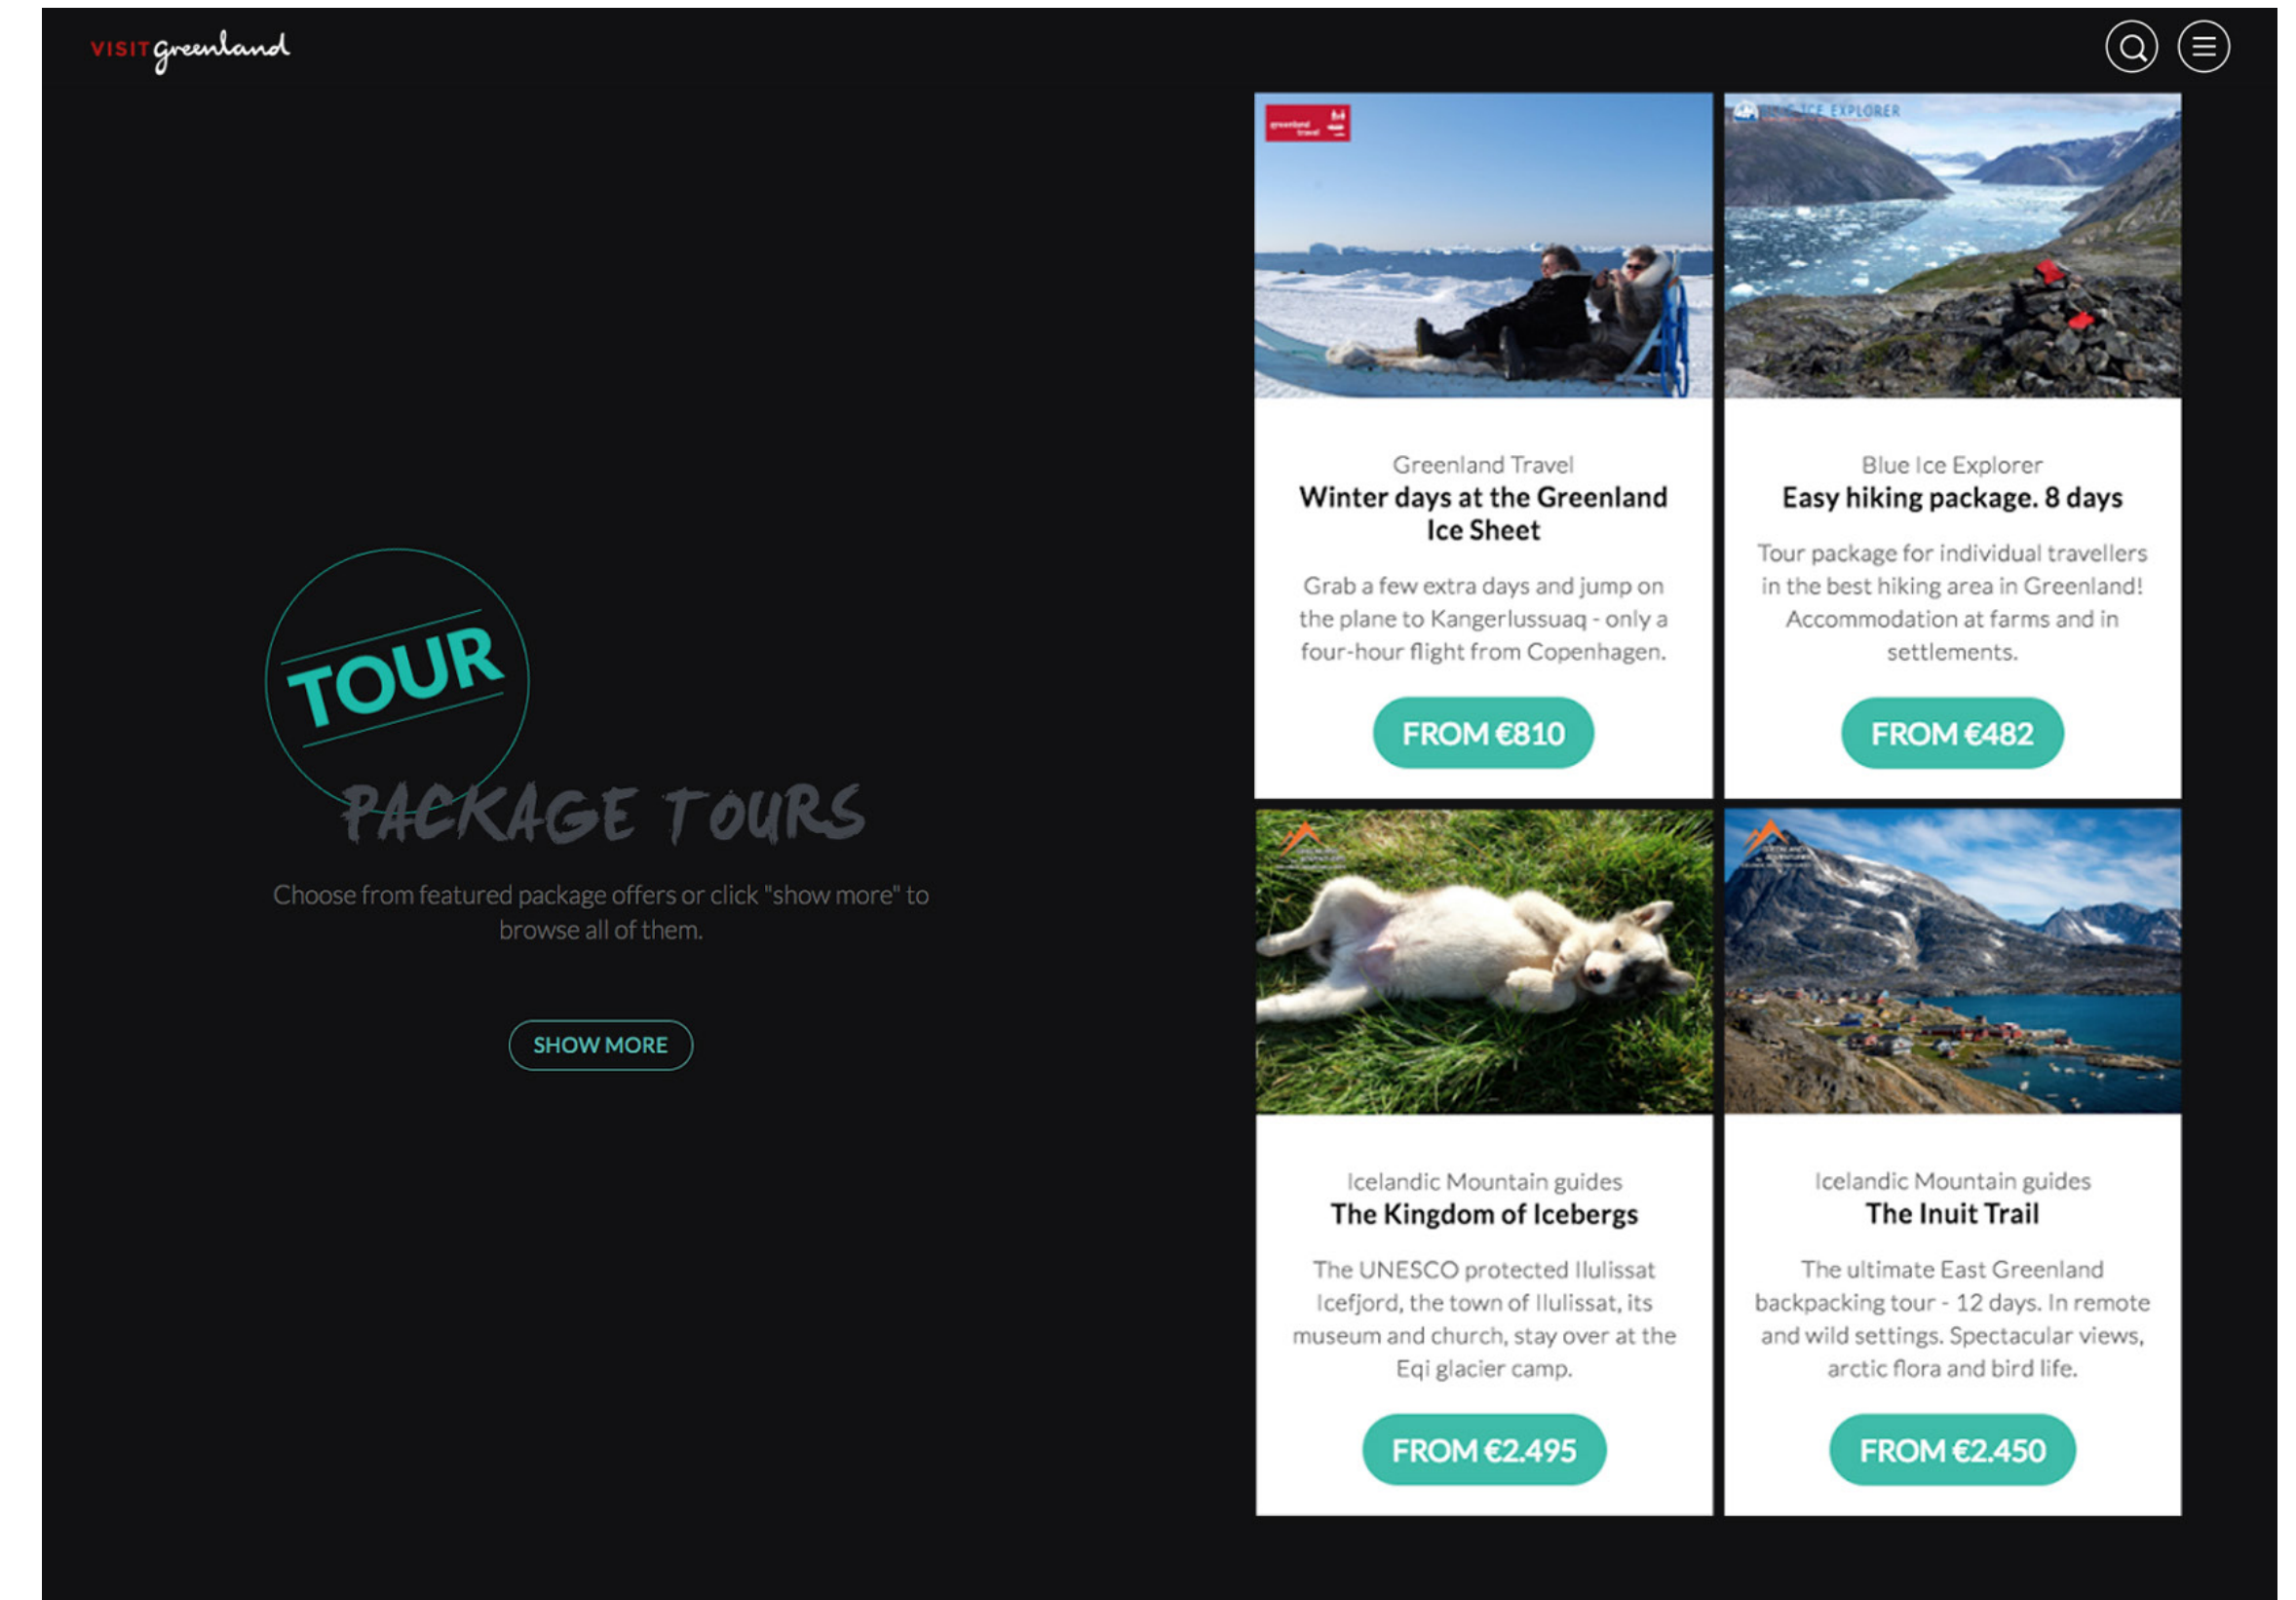 VISIT greenland
TOUR
PACKAGE TOURS
Choose from featured package offers or click "show more" to
browse all of them.
SHOW MORE
greenland
travel
Greenland Travel
Winter days at the Greenland
Ice Sheet
Grab a few extra days and jump on
the plane to Kangerlussuaq - only a
four-hour flight from Copenhagen.
FROM €810
BLUE ICE EXPLORER
Blue Ice Explorer
Easy hiking package. 8 days
Tour package for individual travellers
in the best hiking area in Greenland!
Accommodation at farms and in
settlements.
FROM €482
Icelandic Mountain guides
The Kingdom of Icebergs
The UNESCO protected Ilulissat
Icefjord, the town of Ilulissat, its
museum and church, stay over at the
Eqi glacier camp.
FROM €2.495
GREENLAND
ADVENTURES
Icelandic Mountain guides
The Inuit Trail
The ultimate East Greenland
backpacking tour - 12 days. In remote
and wild settings. Spectacular views,
arctic flora and bird life.
FROM €2.450